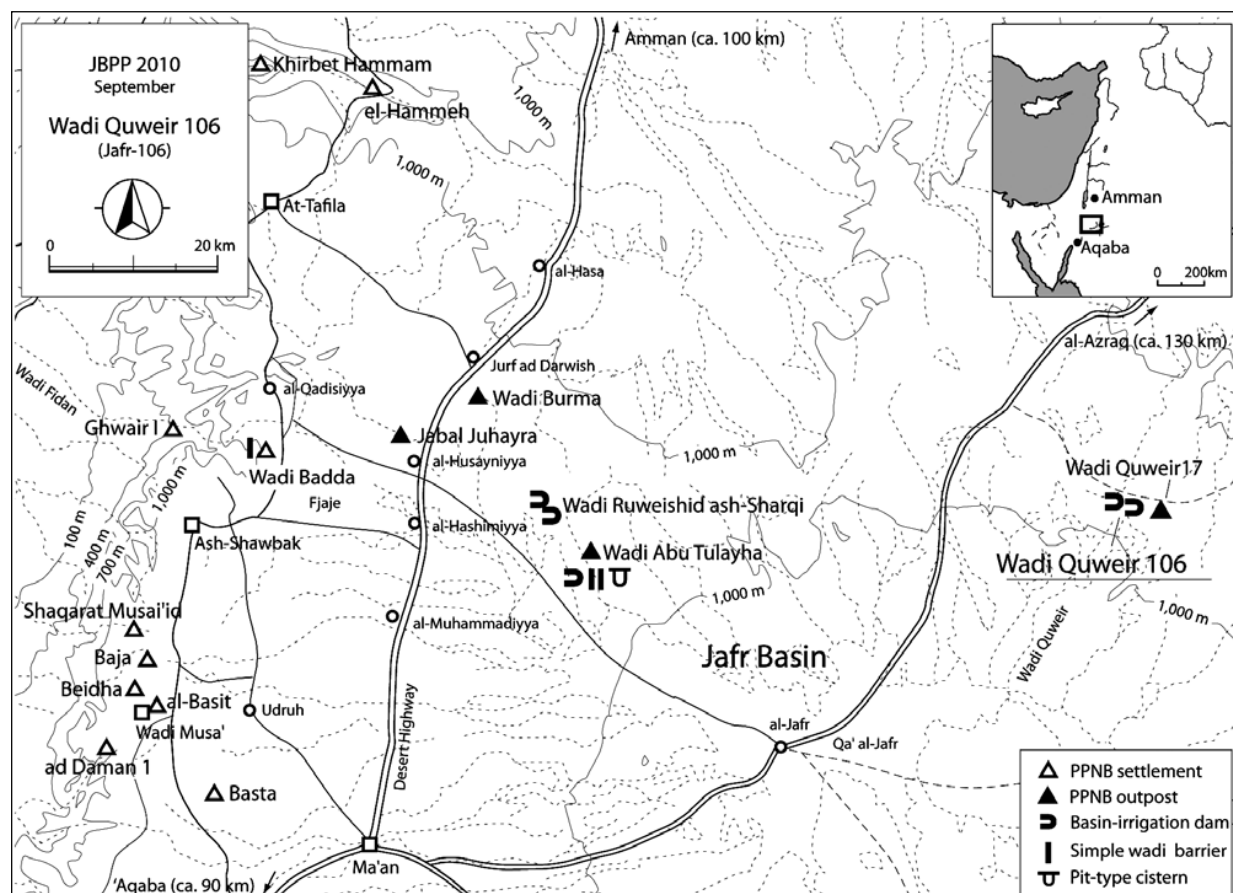 JBPP 2010
September
Wadi Quweir 106
(Jafr-106)
0 20 km
Khirbet Hammam
el-Hammeh
Amman (ca. 100 km)
1,000 m
1,000 m
At-Tafila
al-Hasa
Amman
Aqaba
0 200km
al-Azraq (ca. 130 km)
Jurf ad Darwish
Wadi Fidan
al-Qadisiyya
Wadi Burma
Ghwair I
Jabal Juhayra
al-Husayniyya
Wadi Badda
Fjaje
1,000 m
Wadi Quweir17
100 m
400 m
700 m
1,000 m
Wadi Ruweishid ash-Sharqi
al-Hashimiyya
Ash-Shawbak
Wadi Abu Tulayha
Wadi Quweir 106
1,000 m
1,000 m
Shaqarat Musai'id
al-Muhammadiyya
Baja
Jafr Basin
Wadi Quweir
Beidha
al-Basit
Wadi Musa'
Udruh
Desert Highway
al-Jafr
Qa' al-Jafr
ad Daman 1
Basta
Ma'an
'Aqaba (ca. 90 km)
PPNB settlement
PPNB outpost
Basin-irrigation dam
Simple wadi barrier
Pit-type cistern